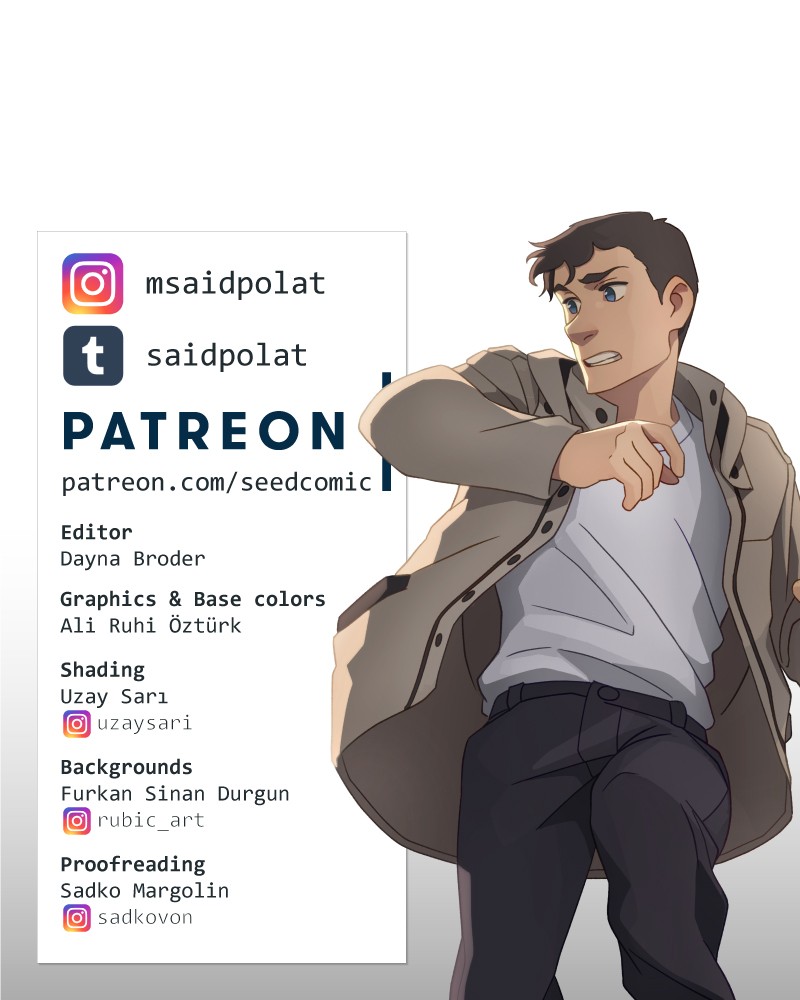 msaidpolat
saidpolat
PATREON
patreon.com/seedcomic
Editor
Dayna Broder
Graphics & Base colors
Ali Ruhi Öztürk
Shading
Uzay Sarı
uzaysari
Backgrounds
Furkan Sinan Durgun
rubic_art
Proofreading
Sadko Margolin
sadkovon